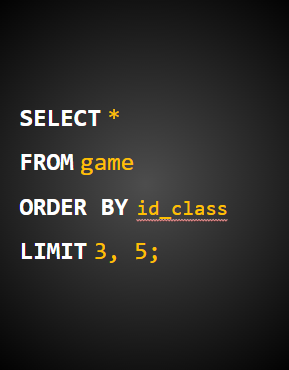 SELECT *
FROM game
ORDER BY id_class
LIMIT 3, 5;